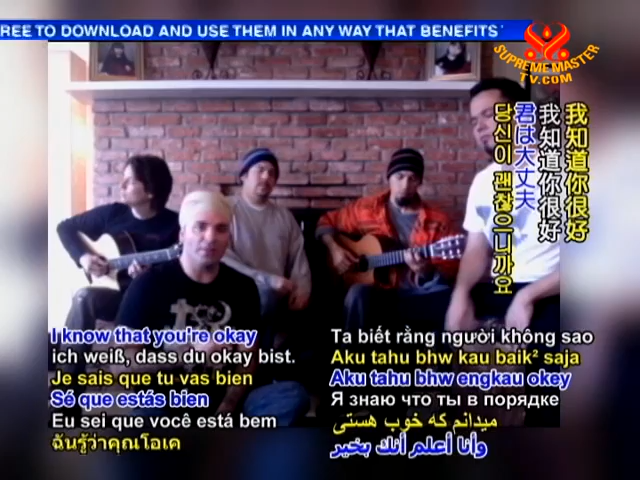 REE TO DOWNLOAD AND USE THEM IN ANY WAY THAT BENEFITS
SUPREME MASTER
TV.COM
我知道你很好
我知道你很好
君は大丈夫
당신이 괜찮으니까요
I know that you're okay
ich weiß, dass du okay bist.
Je sais que tu vas bien
Sé que estás bien
Eu sei que você está bem
ฉันรู้ว่าคุณโอเค
Ta biết rằng người không sao
Aku tahu bhw kau baik² saja
Aku tahu bhw engkau okey
Я знаю что ты в порядке
میدانم که خوب هستی
وأنا أعلم أنك بخير